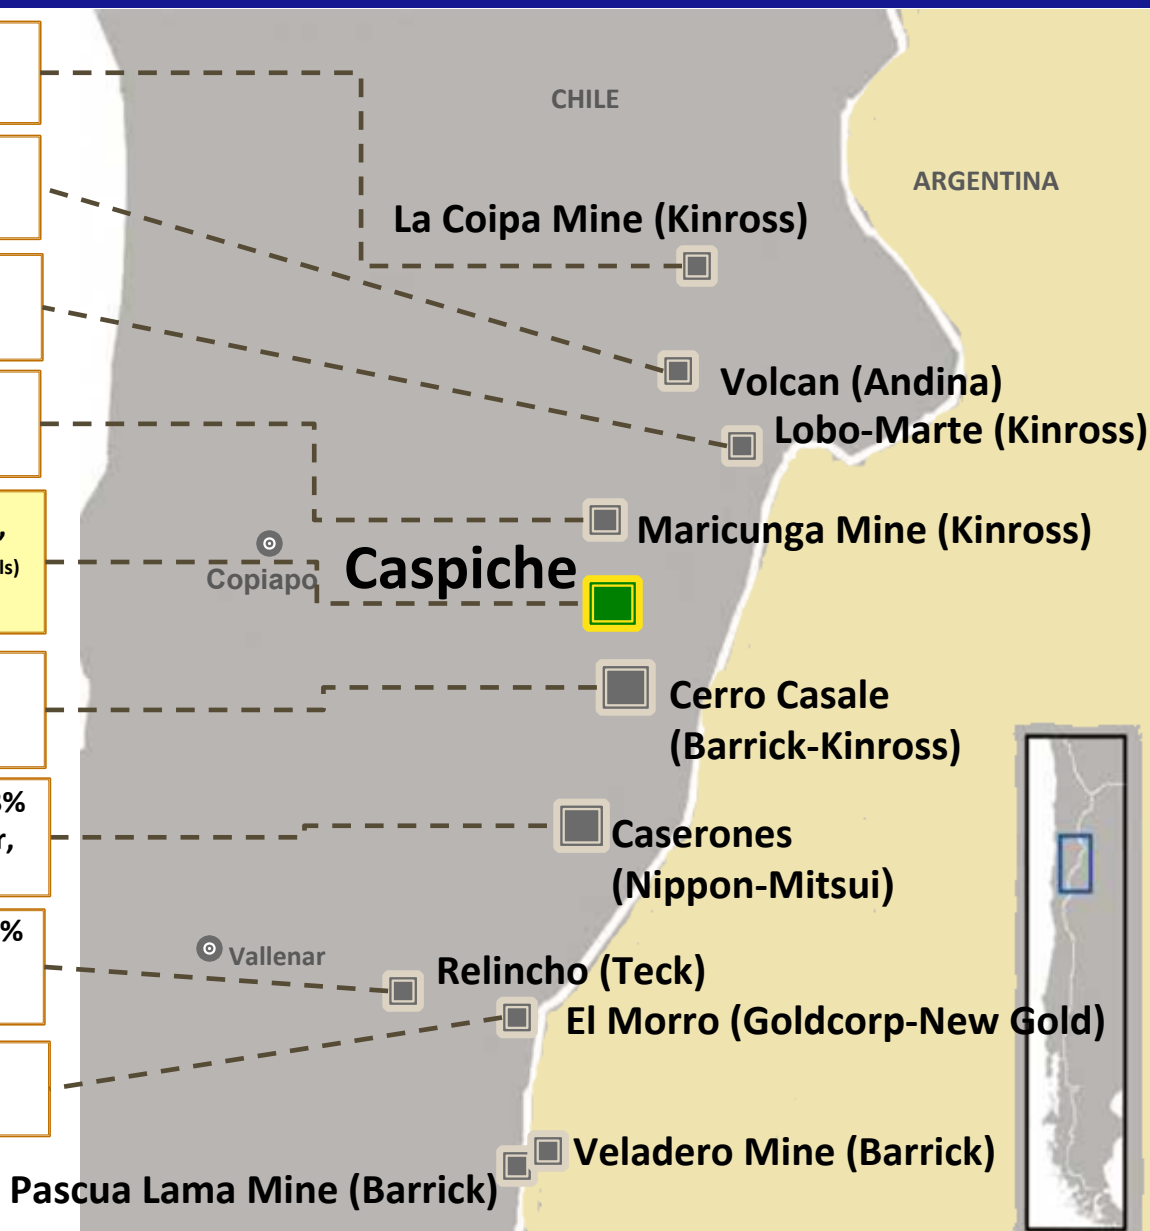 CHILE
ARGENTINA
La Coipa Mine (Kinross)
Volcan (Andina)
Lobo-Marte (Kinross)
Maricunga Mine (Kinross)
,
ls)
Copiapo
Caspiche
Cerro Casale
(Barrick-Kinross)
%
r,
Caserones
(Nippon-Mitsui)
%
Vallenar
Relincho (Teck)
El Morro (Goldcorp-New Gold)
Veladero Mine (Barrick)
Pascua Lama Mine (Barrick)